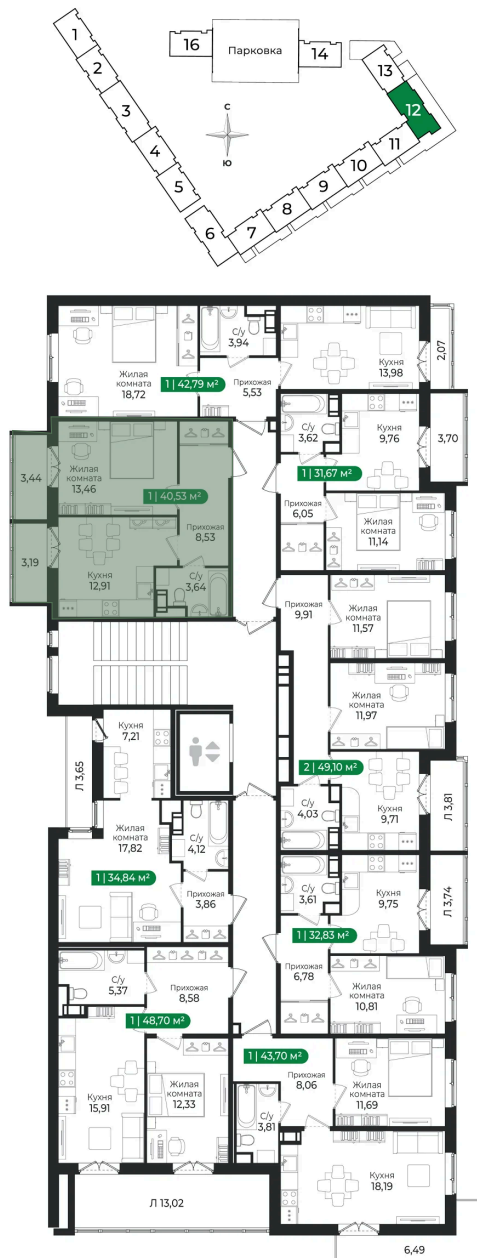 1
2
3
4
5
6
7
8
9
10
11
12
13
14
16
Парковка
С
Ю
С/у
3,94
Кухня
13,98
2,07
Жилая
комната
18,72
1 | 42,79 м²
Прихожая
5,53
С/у
3,62
Кухня
9,76
3,70
3,44
Жилая
комната
13,46
1 | 40,53 м²
1 | 31,67 м²
Прихожая
6,05
Жилая
комната
11,14
3,19
Кухня
12,91
Прихожая
8,53
С/у
3,64
Прихожая
9,91
Жилая
комната
11,57
Жилая
комната
11,97
Кухня
7,21
Л 3,65
2 | 49,10 м²
С/у
4,03
Кухня
9,71
Л 3,81
Жилая
комната
17,82
С/у
4,12
1 | 34,84 м²
Прихожая
3,86
С/у
3,61
Кухня
9,75
Л 3,74
1 | 32,83 м²
Прихожая
6,78
С/у
5,37
Прихожая
8,58
Жилая
комната
10,81
1 | 48,70 м²
1 | 43,70 м²
Кухня
15,91
Жилая
комната
12,33
Прихожая
8,06
Жилая
комната
11,69
С/у
3,81
Кухня
18,19
Л 13,02
6,49